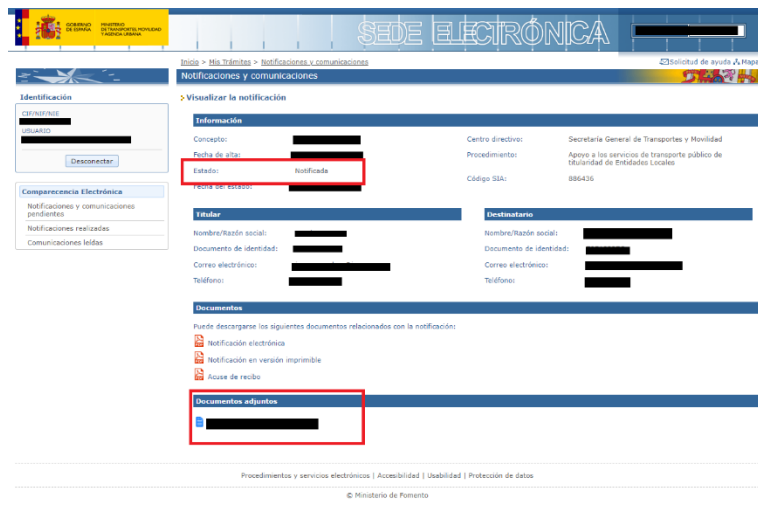 GOBIERNO DE ESPAÑA
MINISTERIO DE TRANSPORTES, MOVILIDAD Y AGENDA URBANA
SEDE ELECTRÓNICA
Inicio > Mis Trámites > Notificaciones y comunicaciones
Solicitud de ayuda Mapa
Notificaciones y comunicaciones
Identificación
CIF/NIF/NIE
USUARIO
Desconectar
Comparecencia Electrónica
Notificaciones y comunicaciones pendientes
Notificaciones realizadas
Comunicaciones leídas
Visualizar la notificación
Información
Concepto:
Centro directivo: Secretaría General de Transportes y Movilidad
Fecha de alta:
Procedimiento: Apoyo a los servicios de transporte público de
titularidad de Entidades Locales
Estado: Notificada
Código SIA: 886436
Fecha del estado:
Titular
Nombre/Razón social:
Documento de identidad:
Correo electrónico:
Teléfono:
Destinatario
Nombre/Razón social:
Documento de identidad:
Correo electrónico:
Teléfono:
Documentos
Puede descargarse los siguientes documentos relacionados con la notificación:
Notificación electrónica
Notificación en versión imprimible
Acuse de recibo
Documentos adjuntos
Procedimientos y servicios electrónicos | Accesibilidad | Usabilidad | Protección de datos
© Ministerio de Fomento